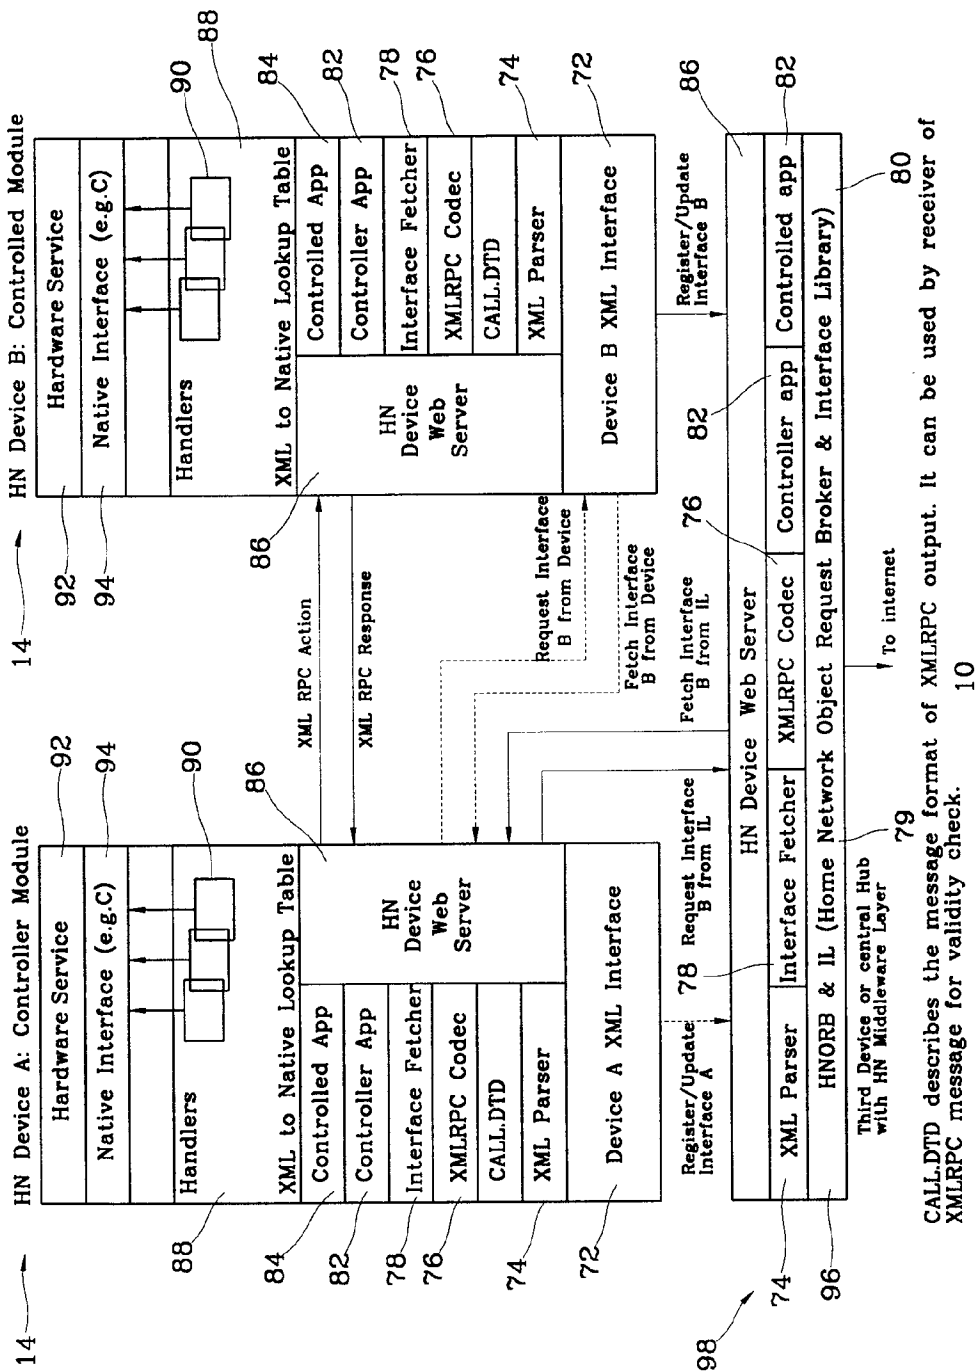 14
HN Device A: Controller Module
Hardware Service
92
Native Interface (e.g.C)
94
90
Handlers
88
XML to Native Lookup Table
86
84
Controlled App
82
Controller App
78
Interface Fetcher
76
XMLRPC Codec
CALL.DTD
74
XML Parser
HN
Device
Web
Server
72
Device A XML Interface
XML RPC Action
XML RPC Response
Request Interface
B from Device
Fetch Interface
B from Device
Request Interface
B from IL
Fetch Interface
B from IL
Register/Update
Interface A
14
HN Device B: Controlled Module
92
Hardware Service
94
Native Interface (e.g.C)
90
Handlers
88
XML to Native Lookup Table
86
HN
Device
Web
Server
Controlled App
84
Controller App
82
Interface Fetcher
78
XMLRPC Codec
76
CALL.DTD
XML Parser
74
Device B XML Interface
72
Register/Update
Interface B
98
HN Device Web Server
86
74
XML Parser
78
Interface Fetcher
XMLRPC Codec
76
Controller app
82
Controlled app
82
96
HNORB & IL (Home Network Object Request Broker & Interface Library)
80
Third Device or central Hub
with HN Middleware Layer
79
To internet
CALL.DTD describes the message format of XMLRPC output. It can be used by receiver of
XMLRPC message for validity check.
10